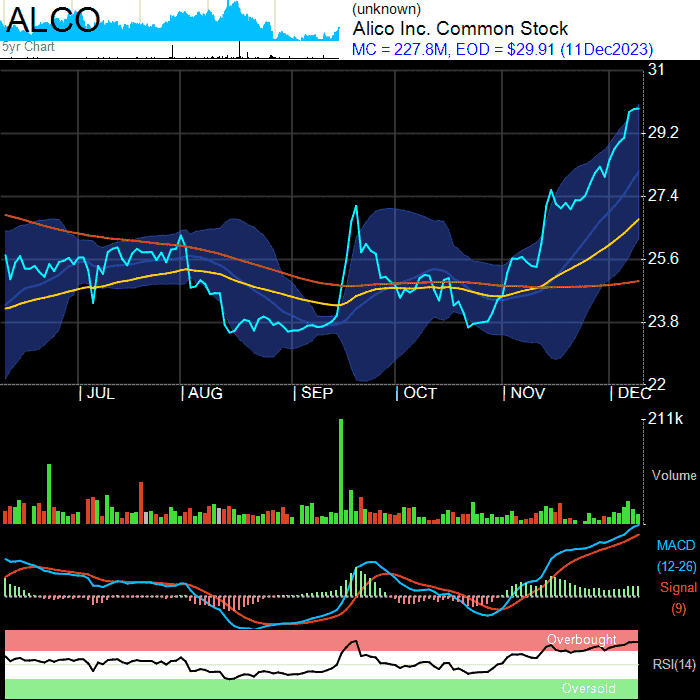 ALCO
5yr Chart
(unknown)
Alico Inc. Common Stock
MC = 227.8M, EOD = $29.91 (11Dec2023)
31
29.2
27.4
25.6
23.8
22
JUL
AUG
SEP
OCT
NOV
DEC
211k
Volume
MACD
(12-26)
Signal
(9)
Overbought
RSI(14)
Oversold